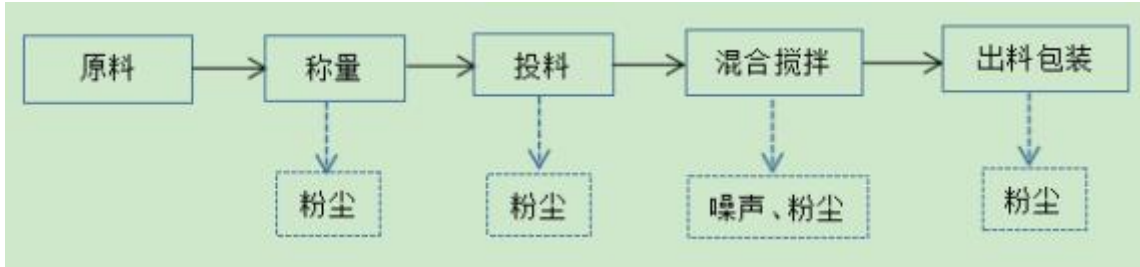 原料
称量
投料
混合搅拌
出料包装
粉尘
粉尘
噪声、粉尘
粉尘